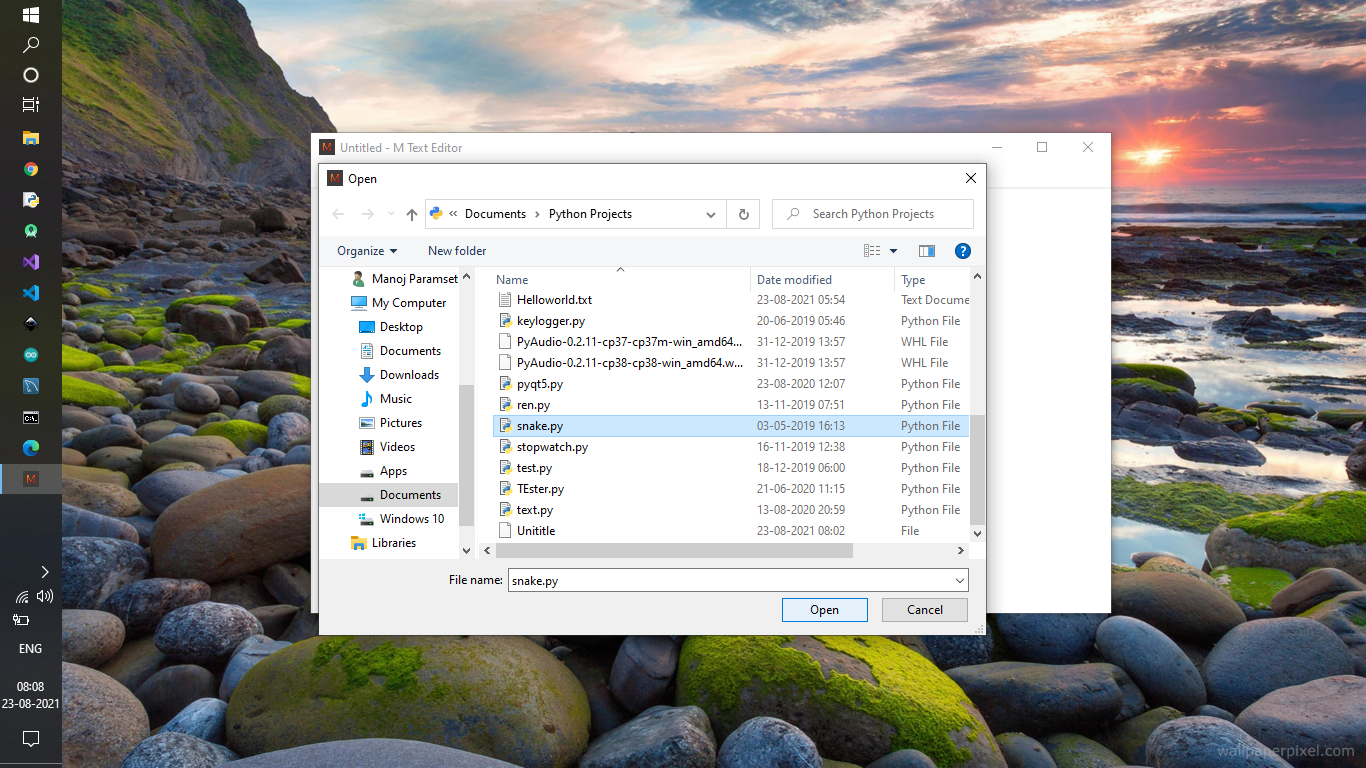 Untitled - M Text Editor
Open
« Documents › Python Projects
Search Python Projects
Organize
New folder
Manoj Paramset
My Computer
Desktop
Documents
Downloads
Music
Pictures
Videos
Apps
Documents
Windows 10
Libraries
Name Date modified Type
Helloworld.txt 23-08-2021 05:54 Text Docume
keylogger.py 20-06-2019 05:46 Python File
PyAudio-0.2.11-cp37-cp37m-win_amd64... 31-12-2019 13:57 WHL File
PyAudio-0.2.11-cp38-cp38-win_amd64.w... 31-12-2019 13:57 WHL File
pyqt5.py 23-08-2020 12:07 Python File
ren.py 13-11-2019 07:51 Python File
snake.py 03-05-2019 16:13 Python File
stopwatch.py 16-11-2019 12:38 Python File
test.py 18-12-2019 06:00 Python File
TEster.py 21-06-2020 11:15 Python File
text.py 13-08-2020 20:59 Python File
Unititle 23-08-2021 08:02 File
File name: snake.py
Open Cancel
ENG
08:08
23-08-2021
wallpaperpixel.com